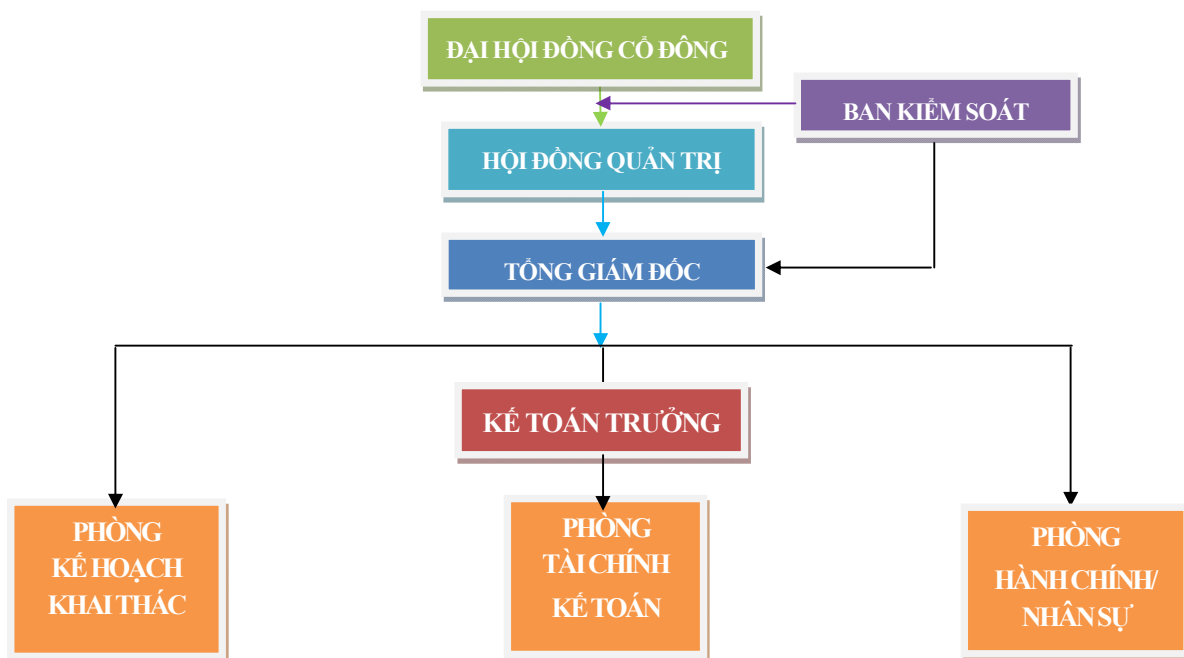 ĐẠI HỘI ĐỒNG CỔ ĐÔNG
BAN KIỂM SOÁT
HỘI ĐỒNG QUẢN TRỊ
TỔNG GIÁM ĐỐC
KẾ TOÁN TRƯỞNG
PHÒNG
KẾ HOẠCH
KHAI THÁC
PHÒNG
TÀI CHÍNH
KẾ TOÁN
PHÒNG
HÀNH CHÍNH/
NHÂN SỰ